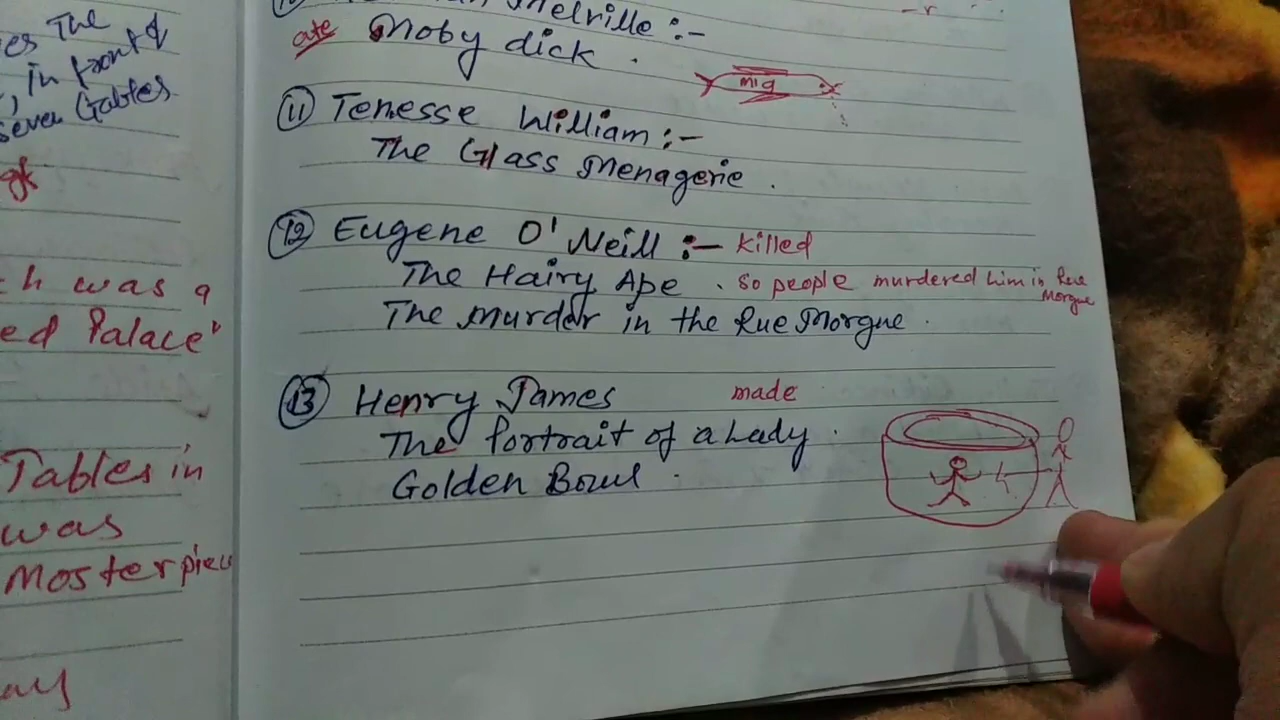 es The
, in front of
Seven Gables
h was a
ed Palace'
Tables in
was
Mosterpiec
Melville :-
ate Moby dick .
mig
⑪ Tenesse William :-
The Glass Menagerie .
⑫ Eugene O' Neill :- killed
The Hairy Ape . so people murdered him in Rue Morgue
The Murder in the Rue Morgue .
⑬ Henry James made
The Portrait of a Lady .
Golden Bowl .